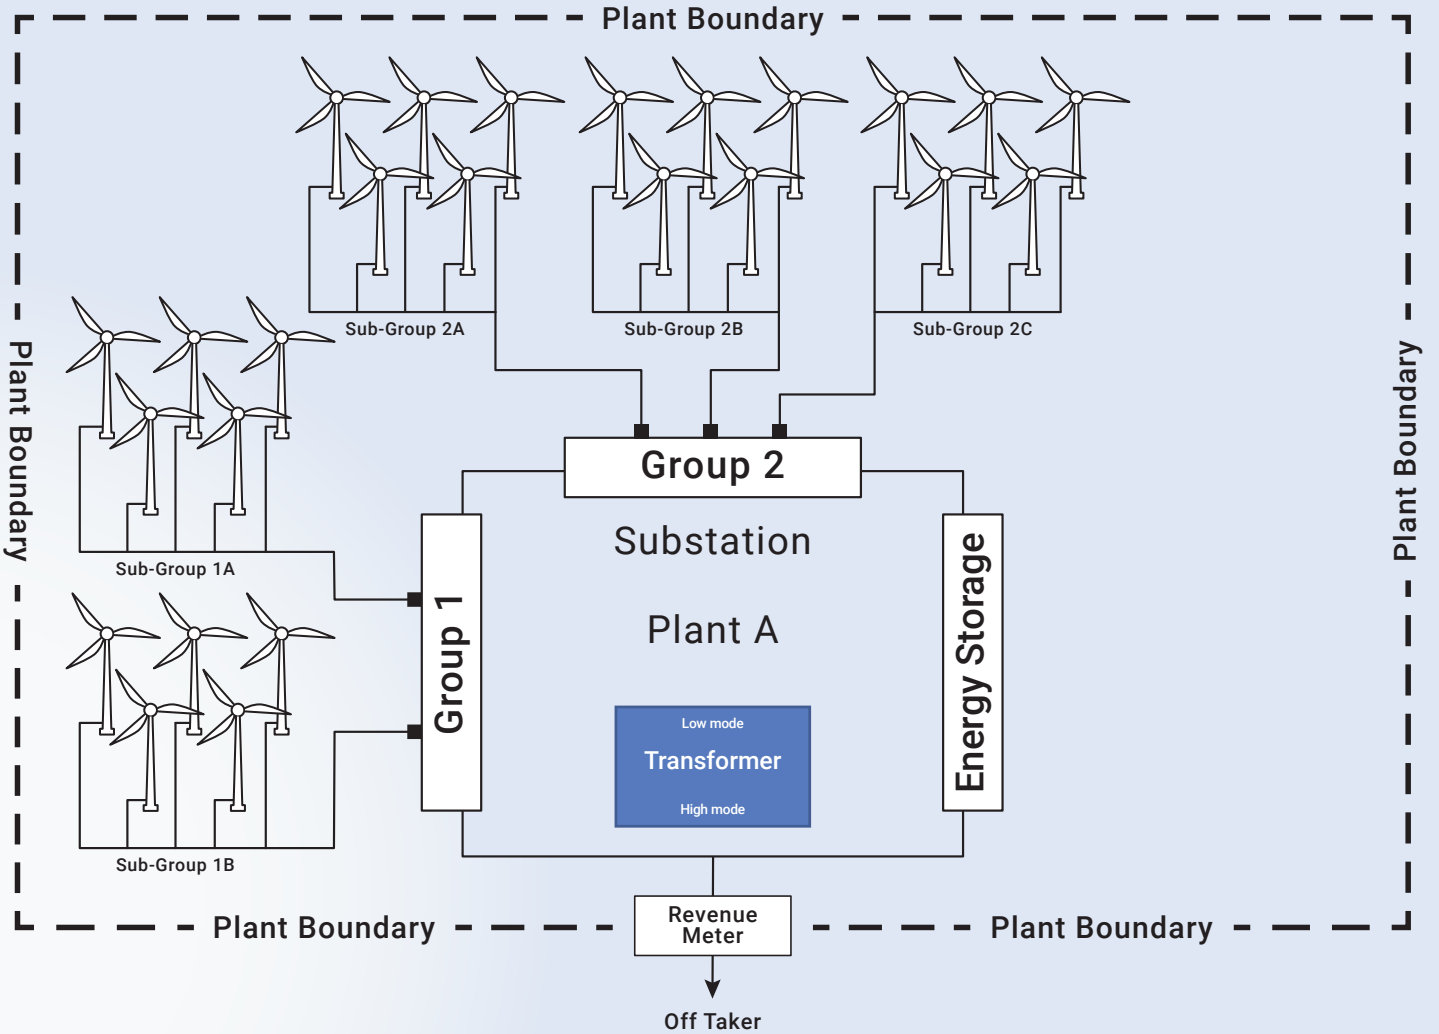 Plant Boundary
Sub-Group 2A
Sub-Group 2B
Sub-Group 2C
Plant Boundary
Plant Boundary
Group 2
Substation
Sub-Group 1A
Group 1
Plant A
Energy Storage
Low mode
Transformer
High mode
Sub-Group 1B
Plant Boundary
Revenue
Meter
Plant Boundary
Off Taker